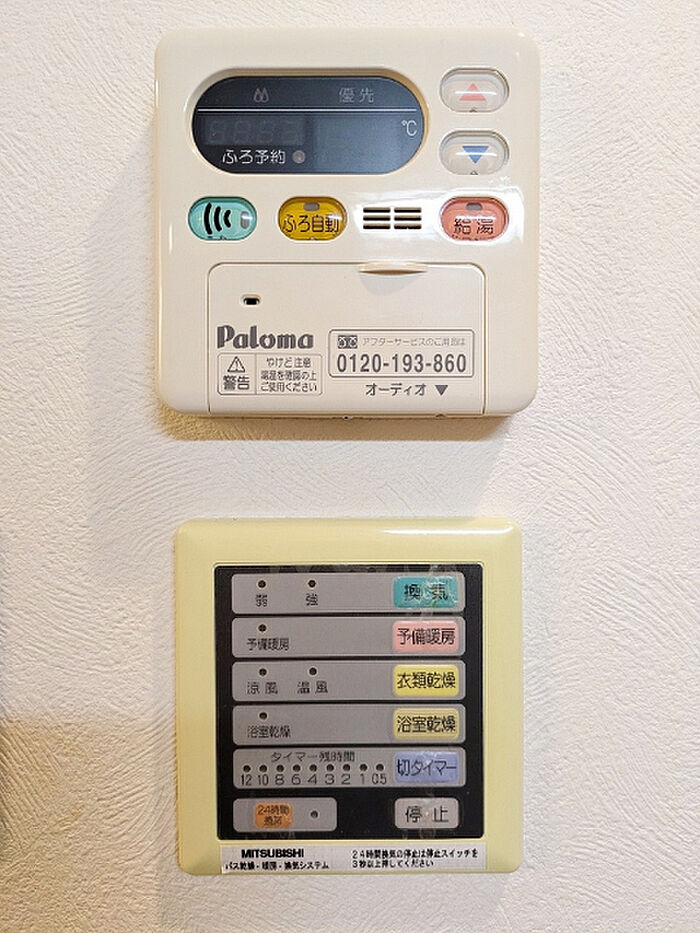 優先
℃
ふろ予約
ふろ自動
給湯
Paloma
警告
やけど注意
湯温を確認の上
ご使用ください
アフターサービスのご用命は
0120-193-860
オーディオ ▼
弱 強 換気
予備暖房 予備暖房
涼風 温風 衣類乾燥
浴室乾燥 浴室乾燥
タイマー残時間
12 10 8 6 4 3 2 1 0.5 切タイマー
24時間
換気
停止
MITSUBISHI
バス乾燥・暖房・換気システム
24時間換気の停止は停止スイッチを
3秒以上押してください